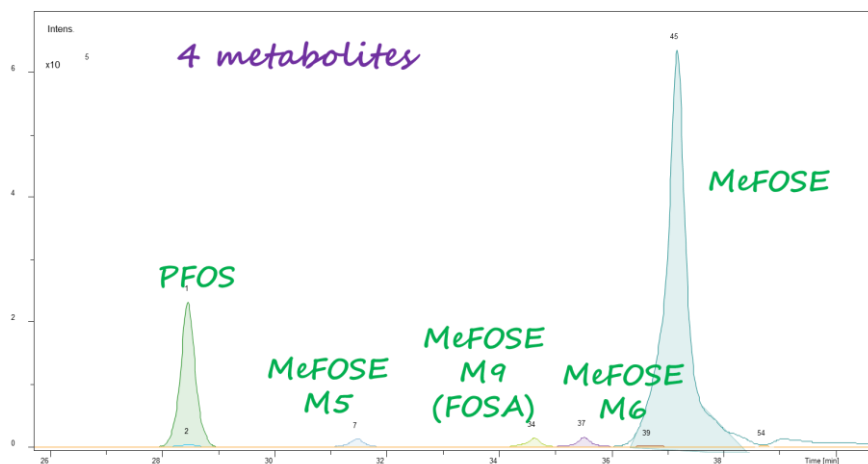 Intens.
x10 5
4 metabolites
45
6
MeFOSE
4
PFOS
1
2
MeFOSE
M5
MeFOSE
M9
(FOSA)
MeFOSE
M6
7
34
37
2
39
54
0
26 28 30 32 34 36 38 Time [min]